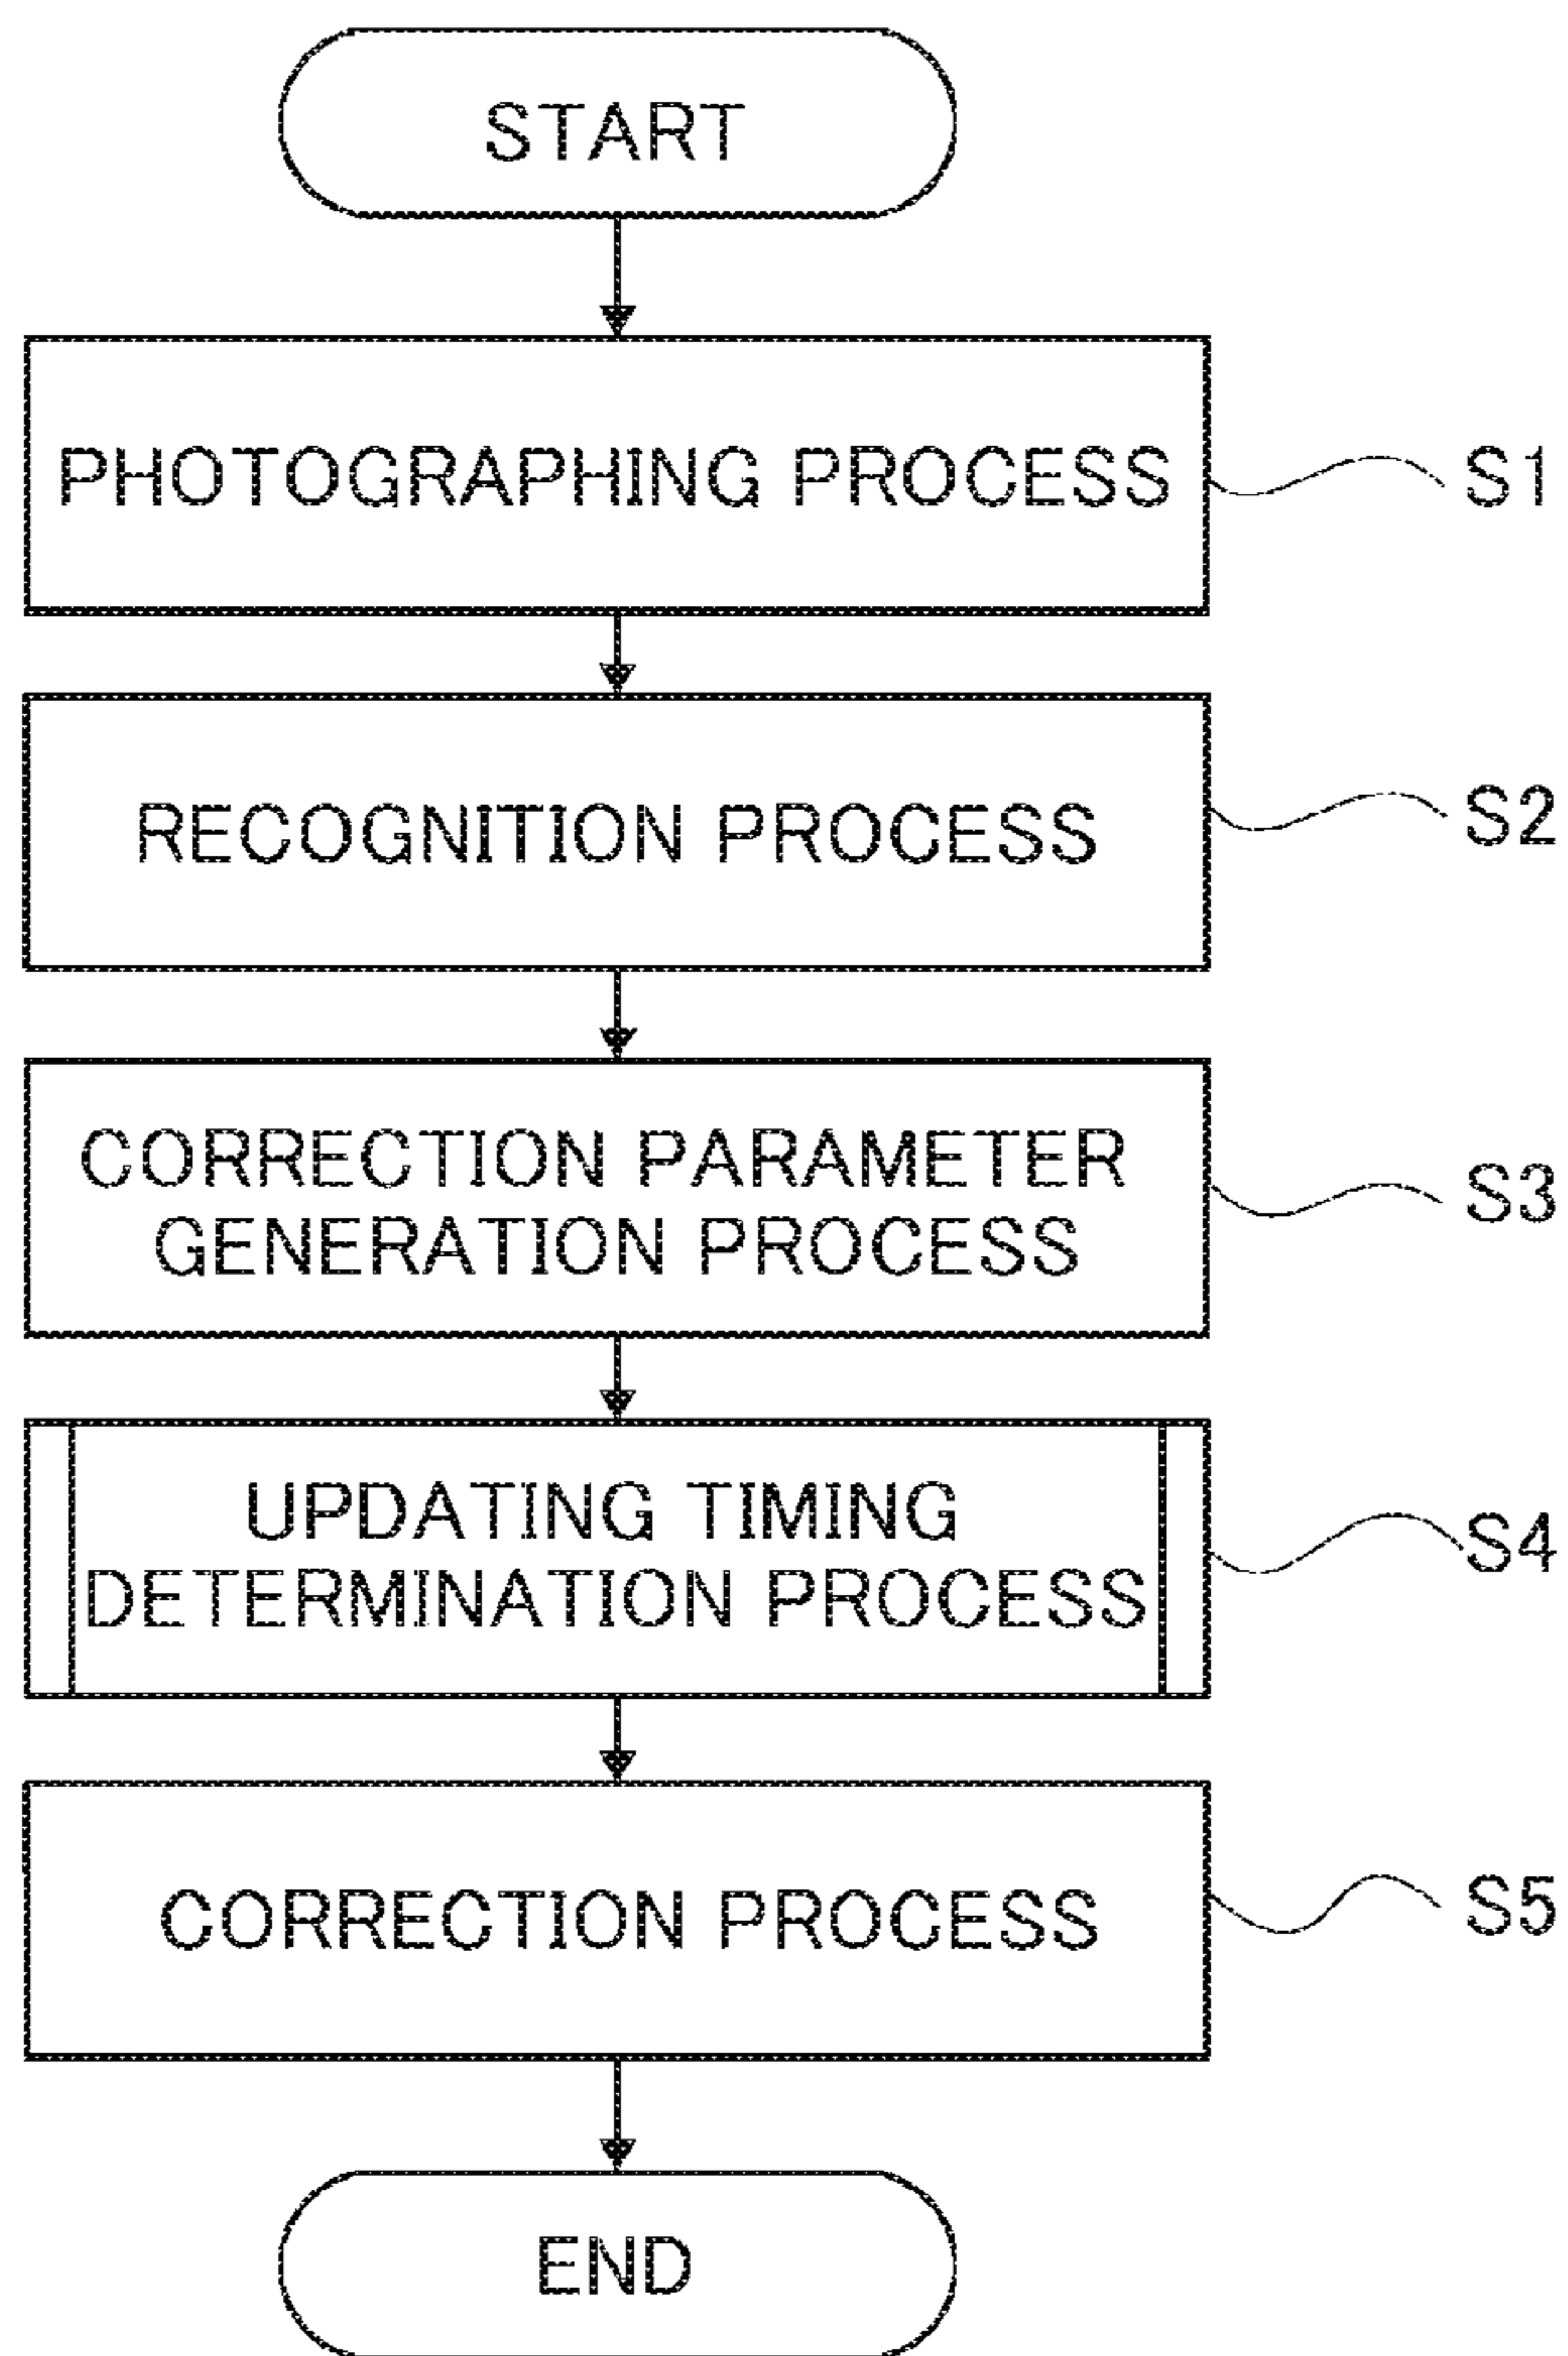 START
PHOTOGRAPHING PROCESS
S1
RECOGNITION PROCESS
S2
CORRECTION PARAMETER
GENERATION PROCESS
S3
UPDATING TIMING
DETERMINATION PROCESS
S4
CORRECTION PROCESS
S5
END